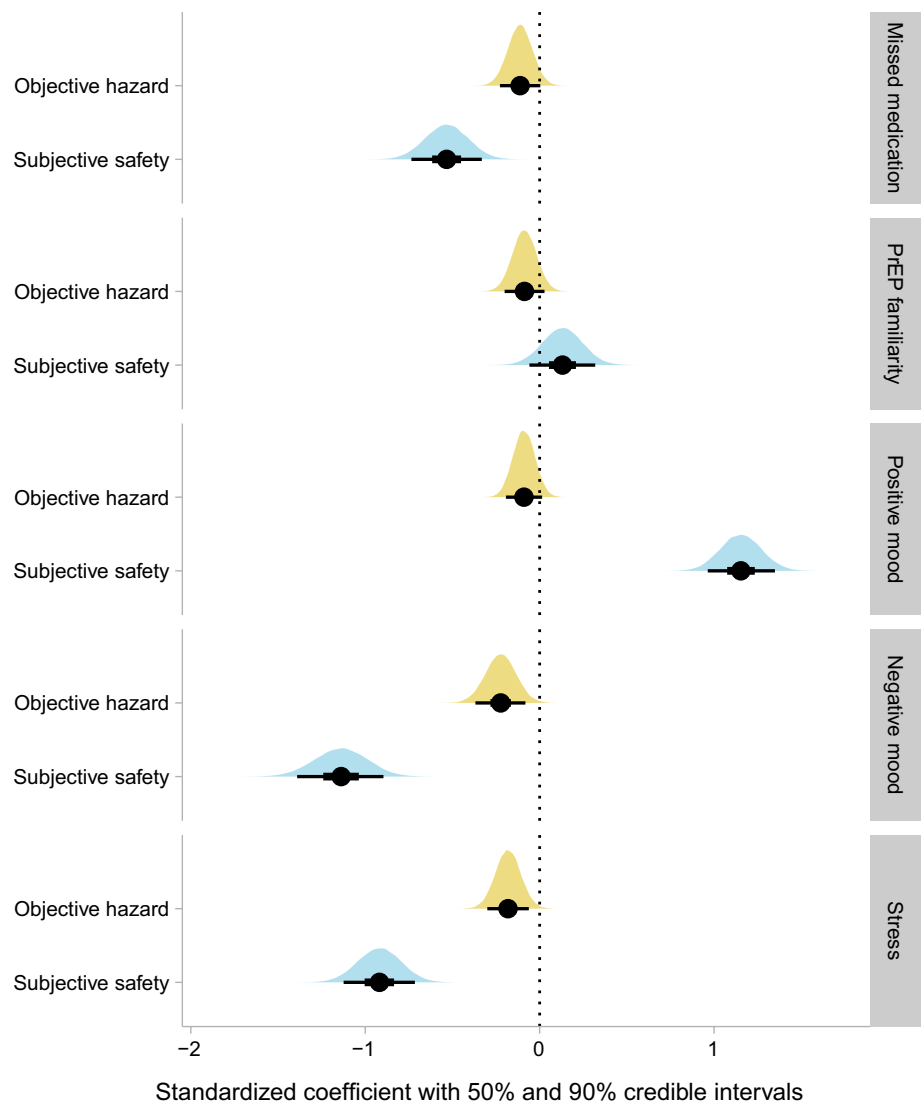 Missed medication
Objective hazard
Subjective safety
PrEP familiarity
Objective hazard
Subjective safety
Positive mood
Objective hazard
Subjective safety
Negative mood
Objective hazard
Subjective safety
Stress
Objective hazard
Subjective safety
−2 −1 0 1
Standardized coefficient with 50% and 90% credible intervals